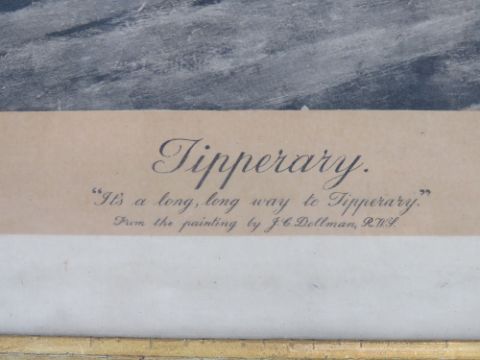 Tipperary.
"It's a long, long way to Tipperary."
From the painting by J.C. Dollman, R.W.S.